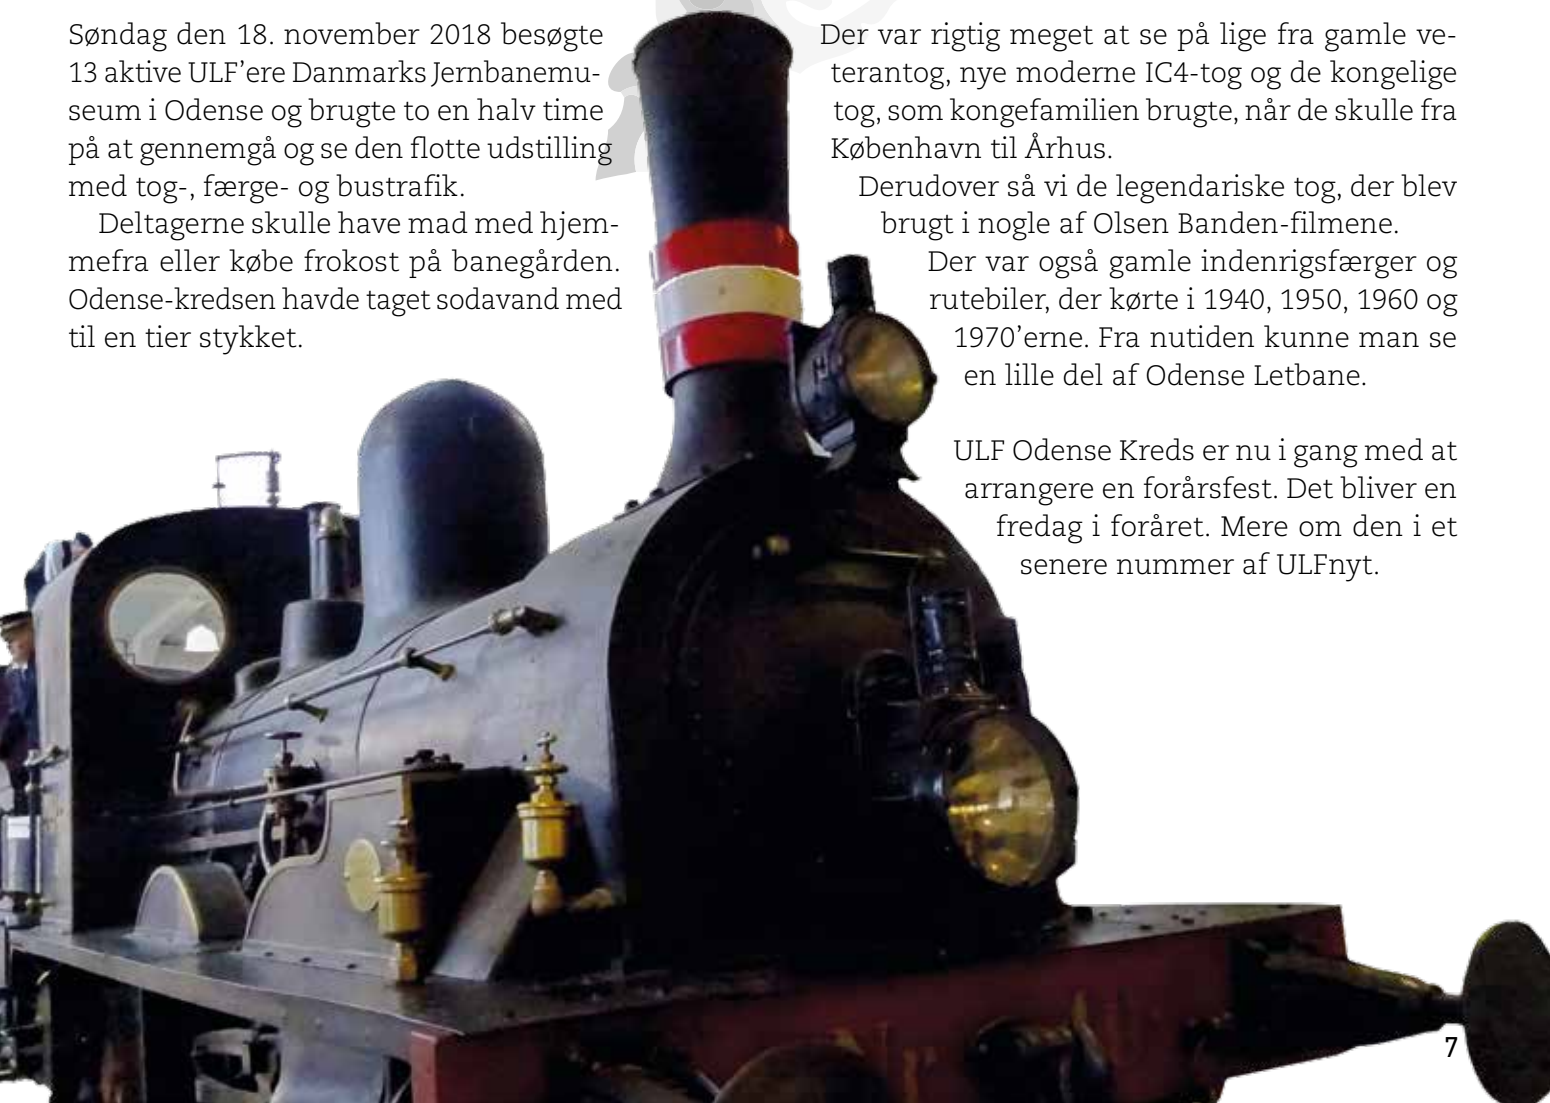 Søndag den 18. november 2018 besøgte
13 aktive ULF’ere Danmarks Jernbanemu-
seum i Odense og brugte to en halv time
på at gennemgå og se den flotte udstilling
med tog-, færge- og bustrafik.
Deltagerne skulle have mad med hjem-
mefra eller købe frokost på banegården.
Odense-kredsen havde taget sodavand med
til en tier stykket.
Der var rigtig meget at se på lige fra gamle ve-
terantog, nye moderne IC4-tog og de kongelige
tog, som kongefamilien brugte, når de skulle fra
København til Århus.
Derudover så vi de legendariske tog, der blev
brugt i nogle af Olsen Banden-filmene.
Der var også gamle indenrigsfærger og
rutebiler, der kørte i 1940, 1950, 1960 og
1970’erne. Fra nutiden kunne man se
en lille del af Odense Letbane.
ULF Odense Kreds er nu i gang med at
arrangere en forårsfest. Det bliver en
fredag i foråret. Mere om den i et
senere nummer af ULFnyt.
7